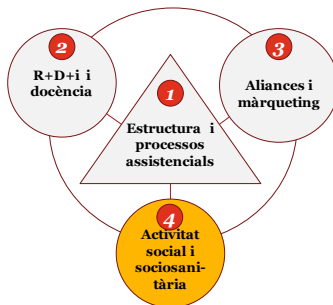 2
R+D+i i
docència
3
Aliances i
màrqueting
1
Estructura i
processos
assistencials
4
Activitat
social i
sociosani-
tària